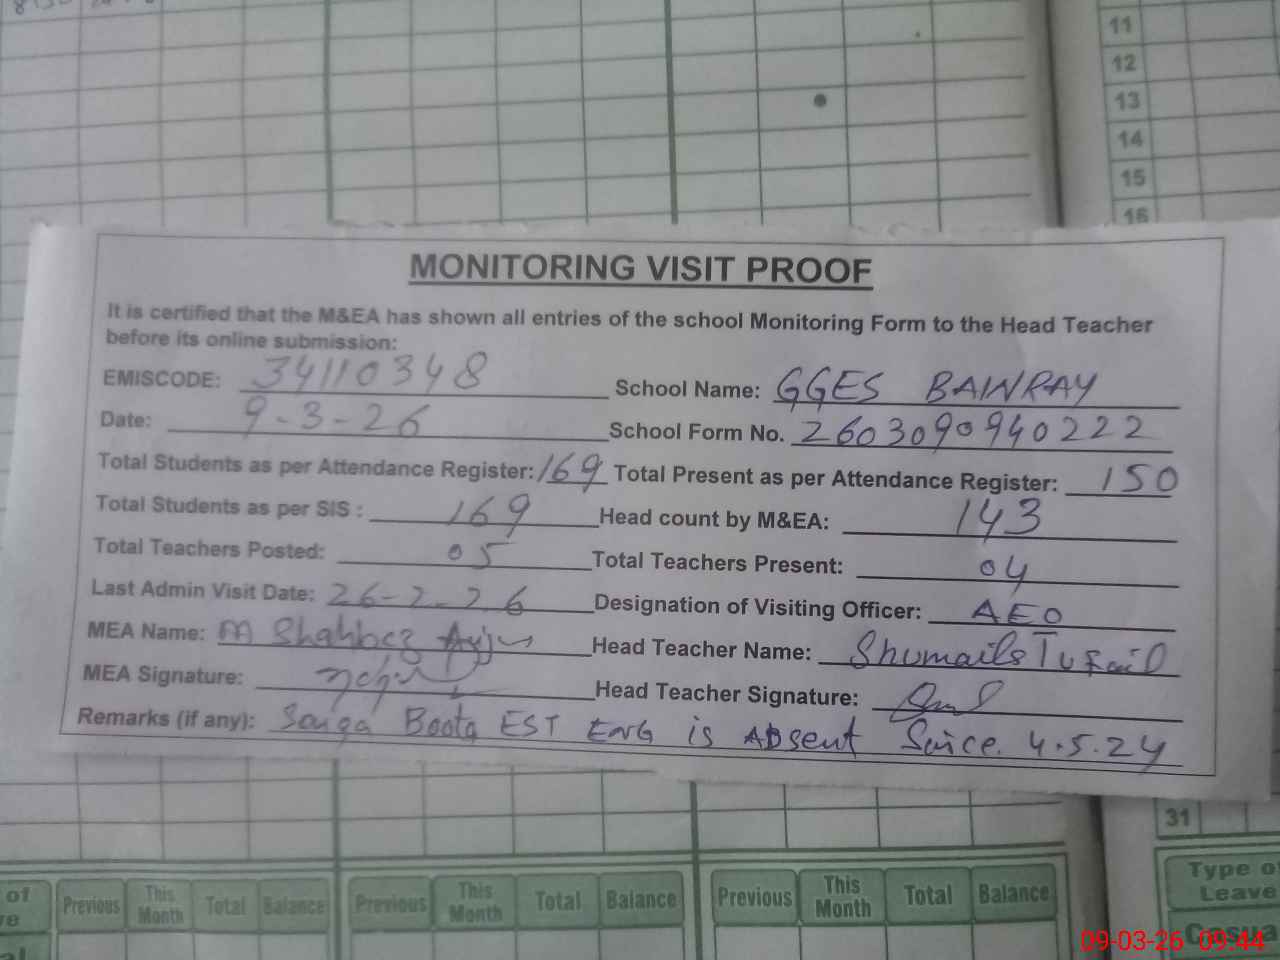 11
12
13
14
15
16
MONITORING VISIT PROOF
It is certified that the M&EA has shown all entries of the school Monitoring Form to the Head Teacher
before its online submission:
EMISCODE: 34110348 School Name: GGES BAINRAY
Date: 9-3-26 School Form No. 2603090940222
Total Students as per Attendance Register: 169 Total Present as per Attendance Register: 150
Total Students as per SIS : 169 Head count by M&EA: 143
Total Teachers Posted: 05 Total Teachers Present: 04
Last Admin Visit Date: 26-2-26 Designation of Visiting Officer: AEO
MEA Name: M Shahbaz Head Teacher Name: Shumaila Tufail
MEA Signature: Head Teacher Signature:
Remarks (if any): Saiqa Boota EST ENG is ABsent Since 4.5.24
31
of Previous This Month Total Balance Previous This Month Total Balance Previous This Month Total Balance Type of Leave
09-03-26 09:44